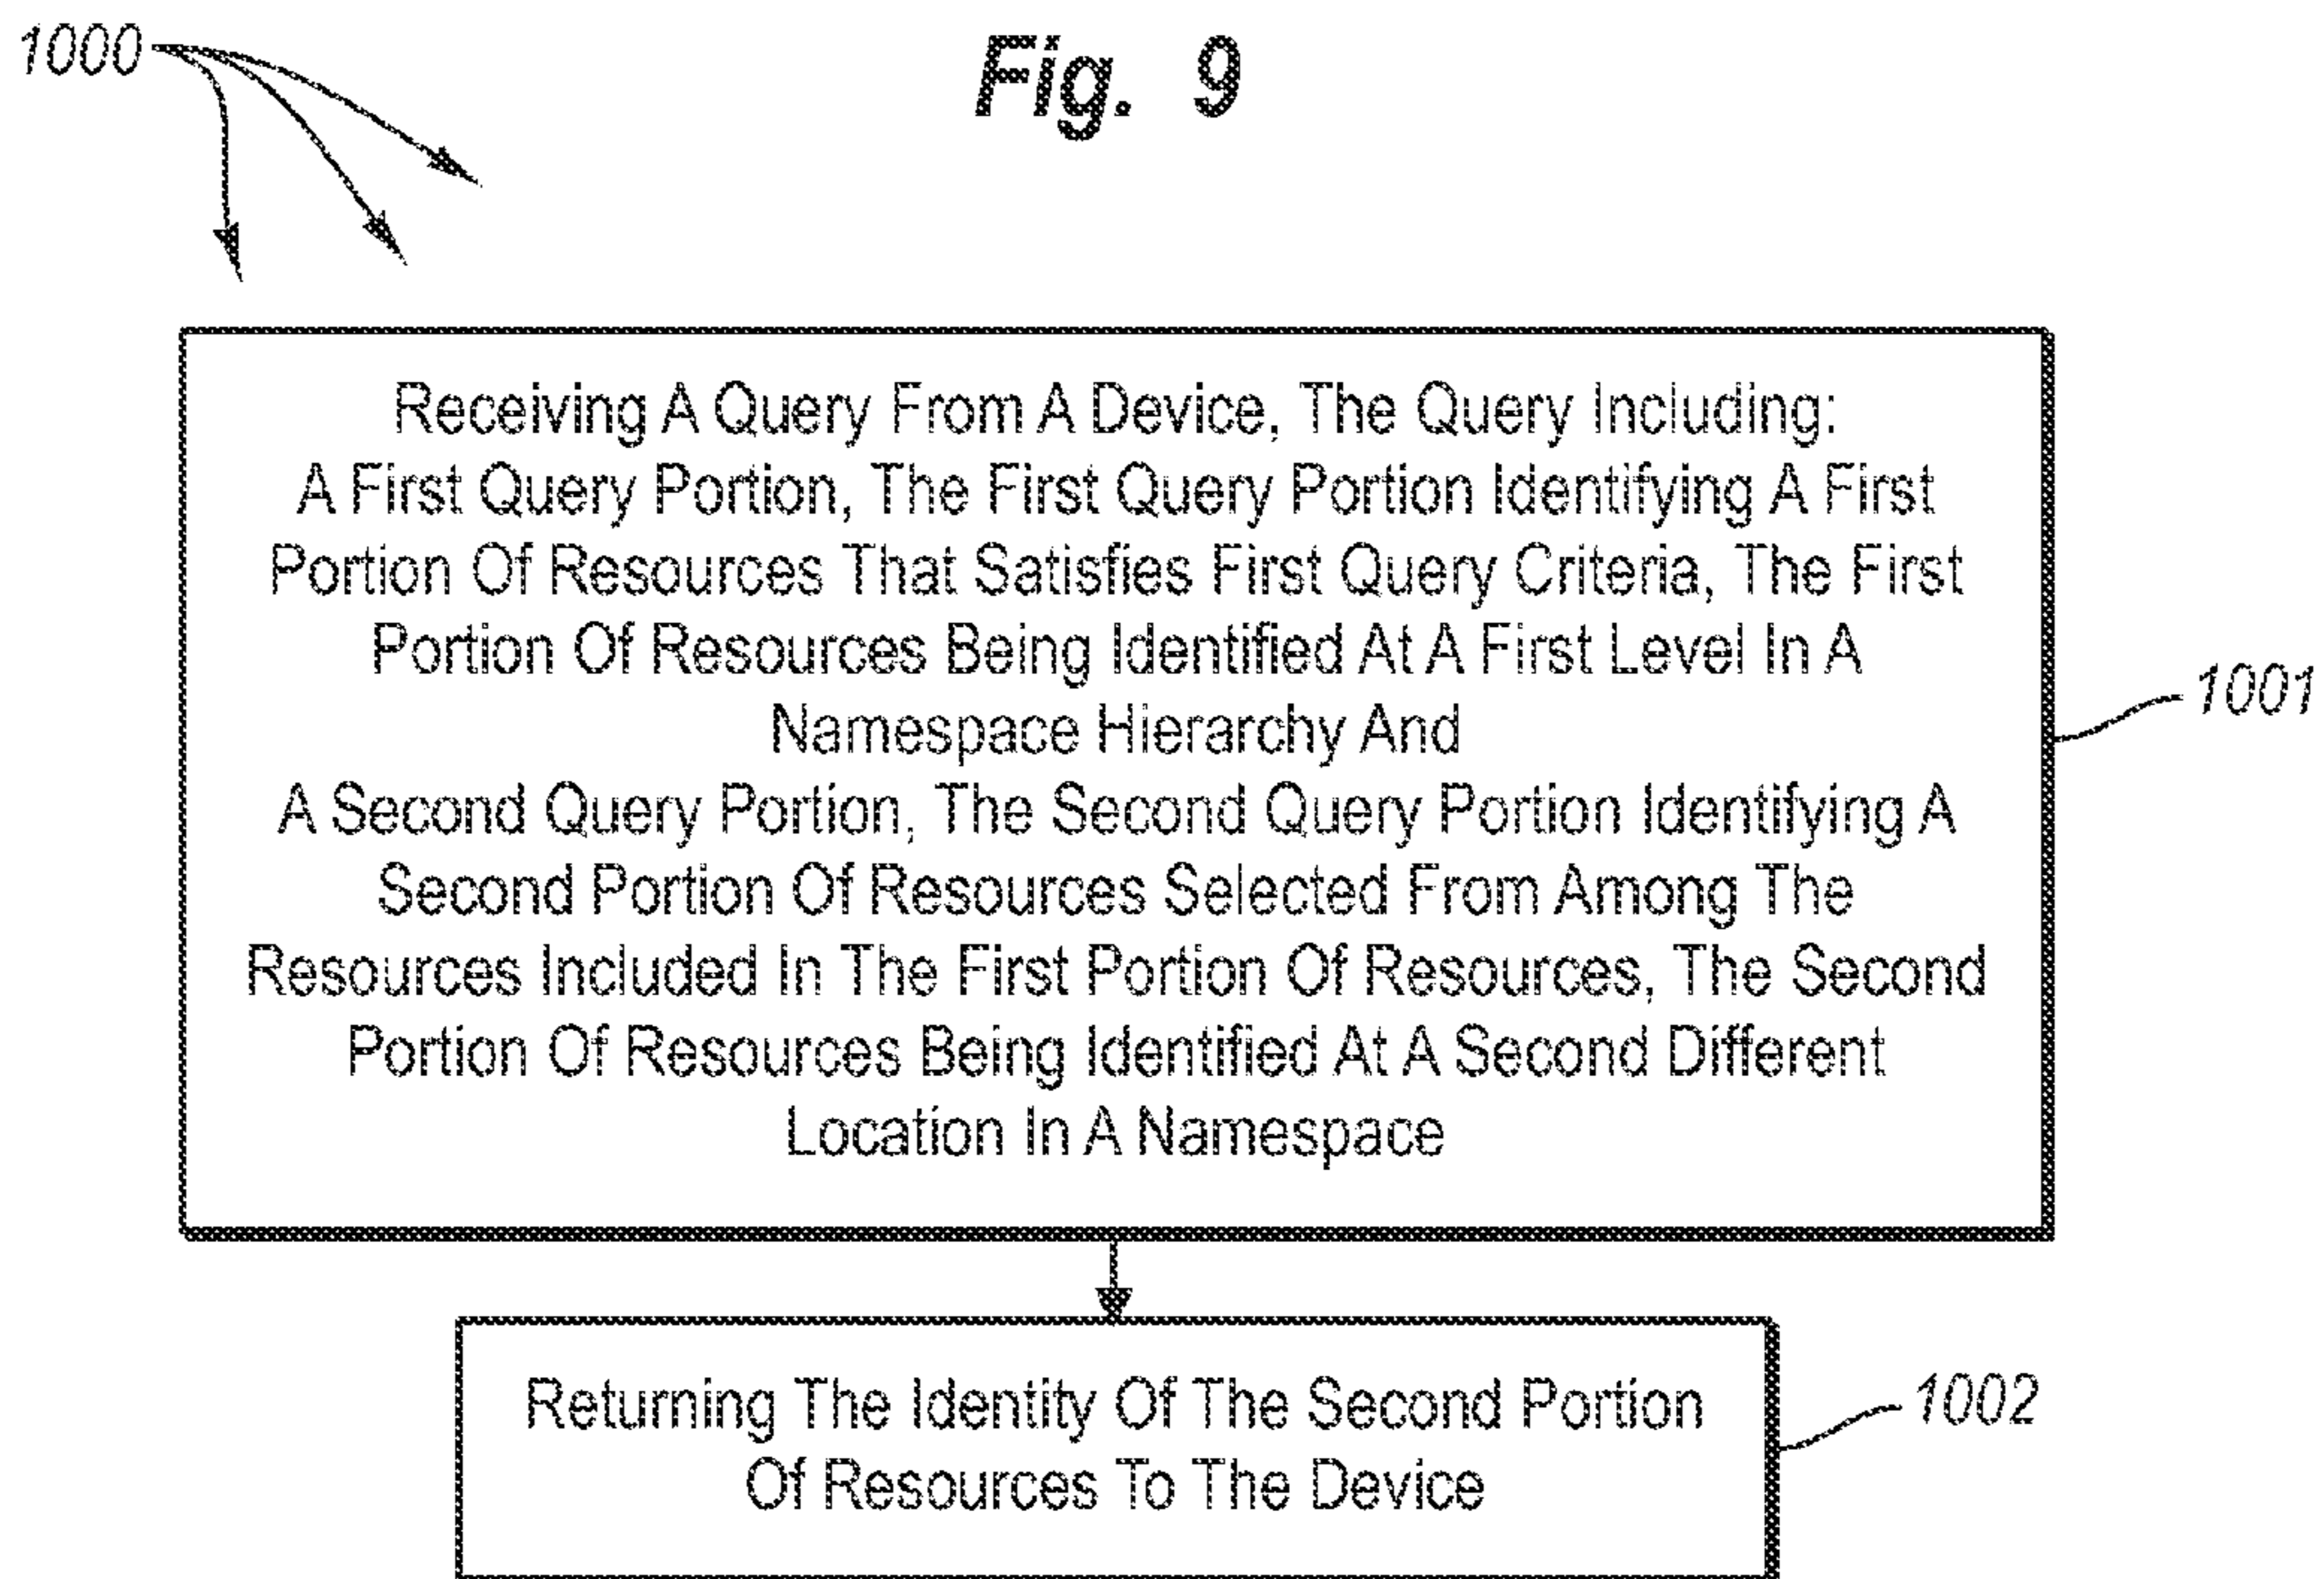 1000
Fig. 9
Receiving A Query From A Device, The Query Including:
A First Query Portion, The First Query Portion Identifying A First
Portion Of Resources That Satisfies First Query Criteria, The First
Portion Of Resources Being Identified At A First Level In A
Namespace Hierarchy And
A Second Query Portion, The Second Query Portion Identifying A
Second Portion Of Resources Selected From Among The
Resources Included In The First Portion Of Resources, The Second
Portion Of Resources Being Identified At A Second Different
Location In A Namespace
1001
Returning The Identity Of The Second Portion
Of Resources To The Device
1002